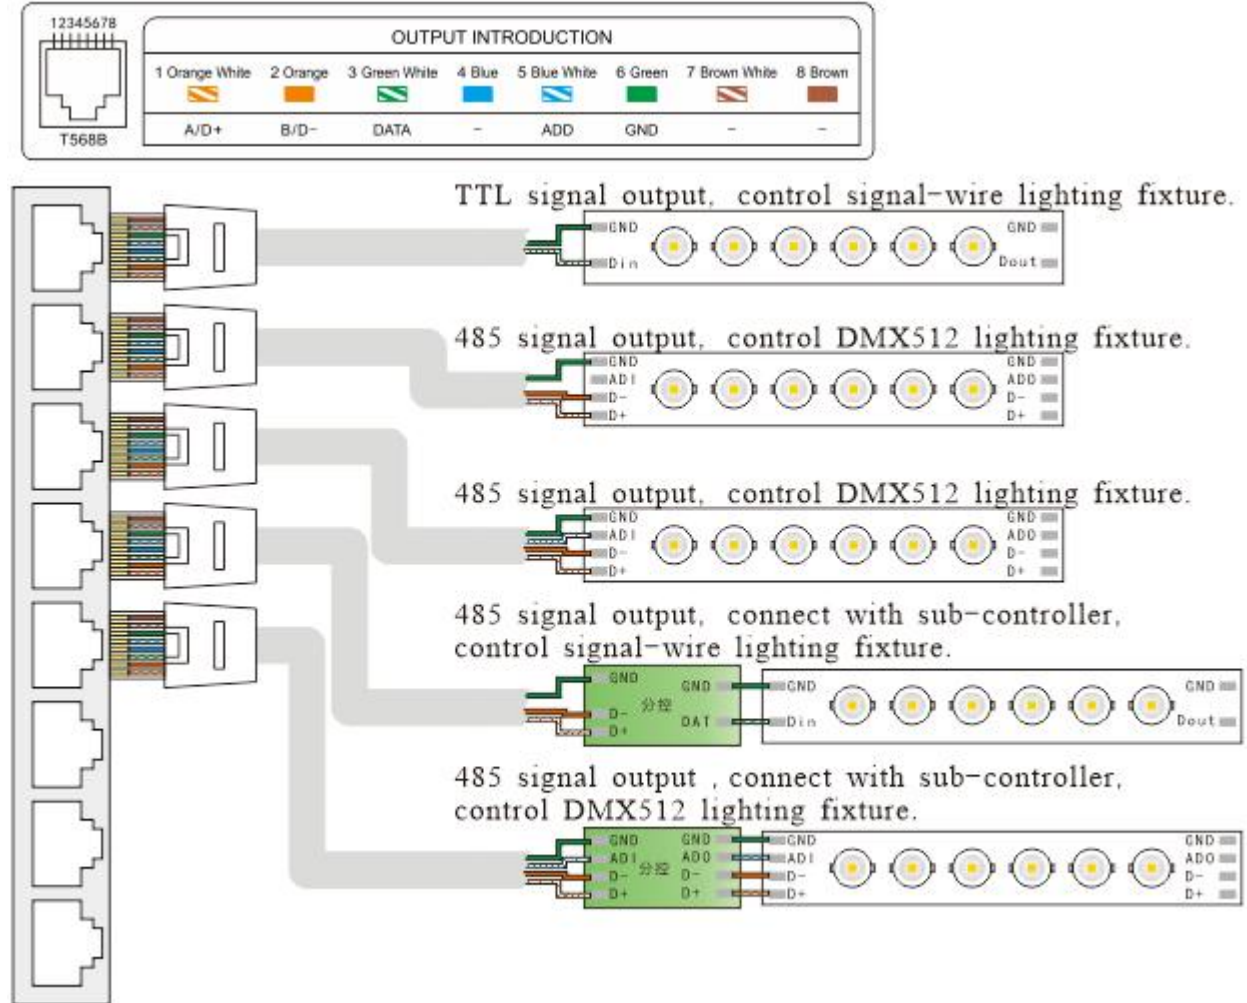 12345678
T568B
OUTPUT INTRODUCTION
1 Orange White 2 Orange 3 Green White 4 Blue 5 Blue White 6 Green 7 Brown White 8 Brown
A/D+ B/D- DATA - ADD GND - -
TTL signal output, control signal-wire lighting fixture.
GND GND
Din Dout
485 signal output, control DMX512 lighting fixture.
GND GND
ADI ADO
D- D-
D+ D+
485 signal output, control DMX512 lighting fixture.
GND GND
ADI ADO
D- D-
D+ D+
485 signal output, connect with sub-controller,
control signal-wire lighting fixture.
GND GND GND GND
分控
D- DAT Din Dout
D+
485 signal output , connect with sub-controller,
control DMX512 lighting fixture.
GND GND GND GND
ADI ADO ADI ADO
分控
D- D- D- D-
D+ D+ D+ D+